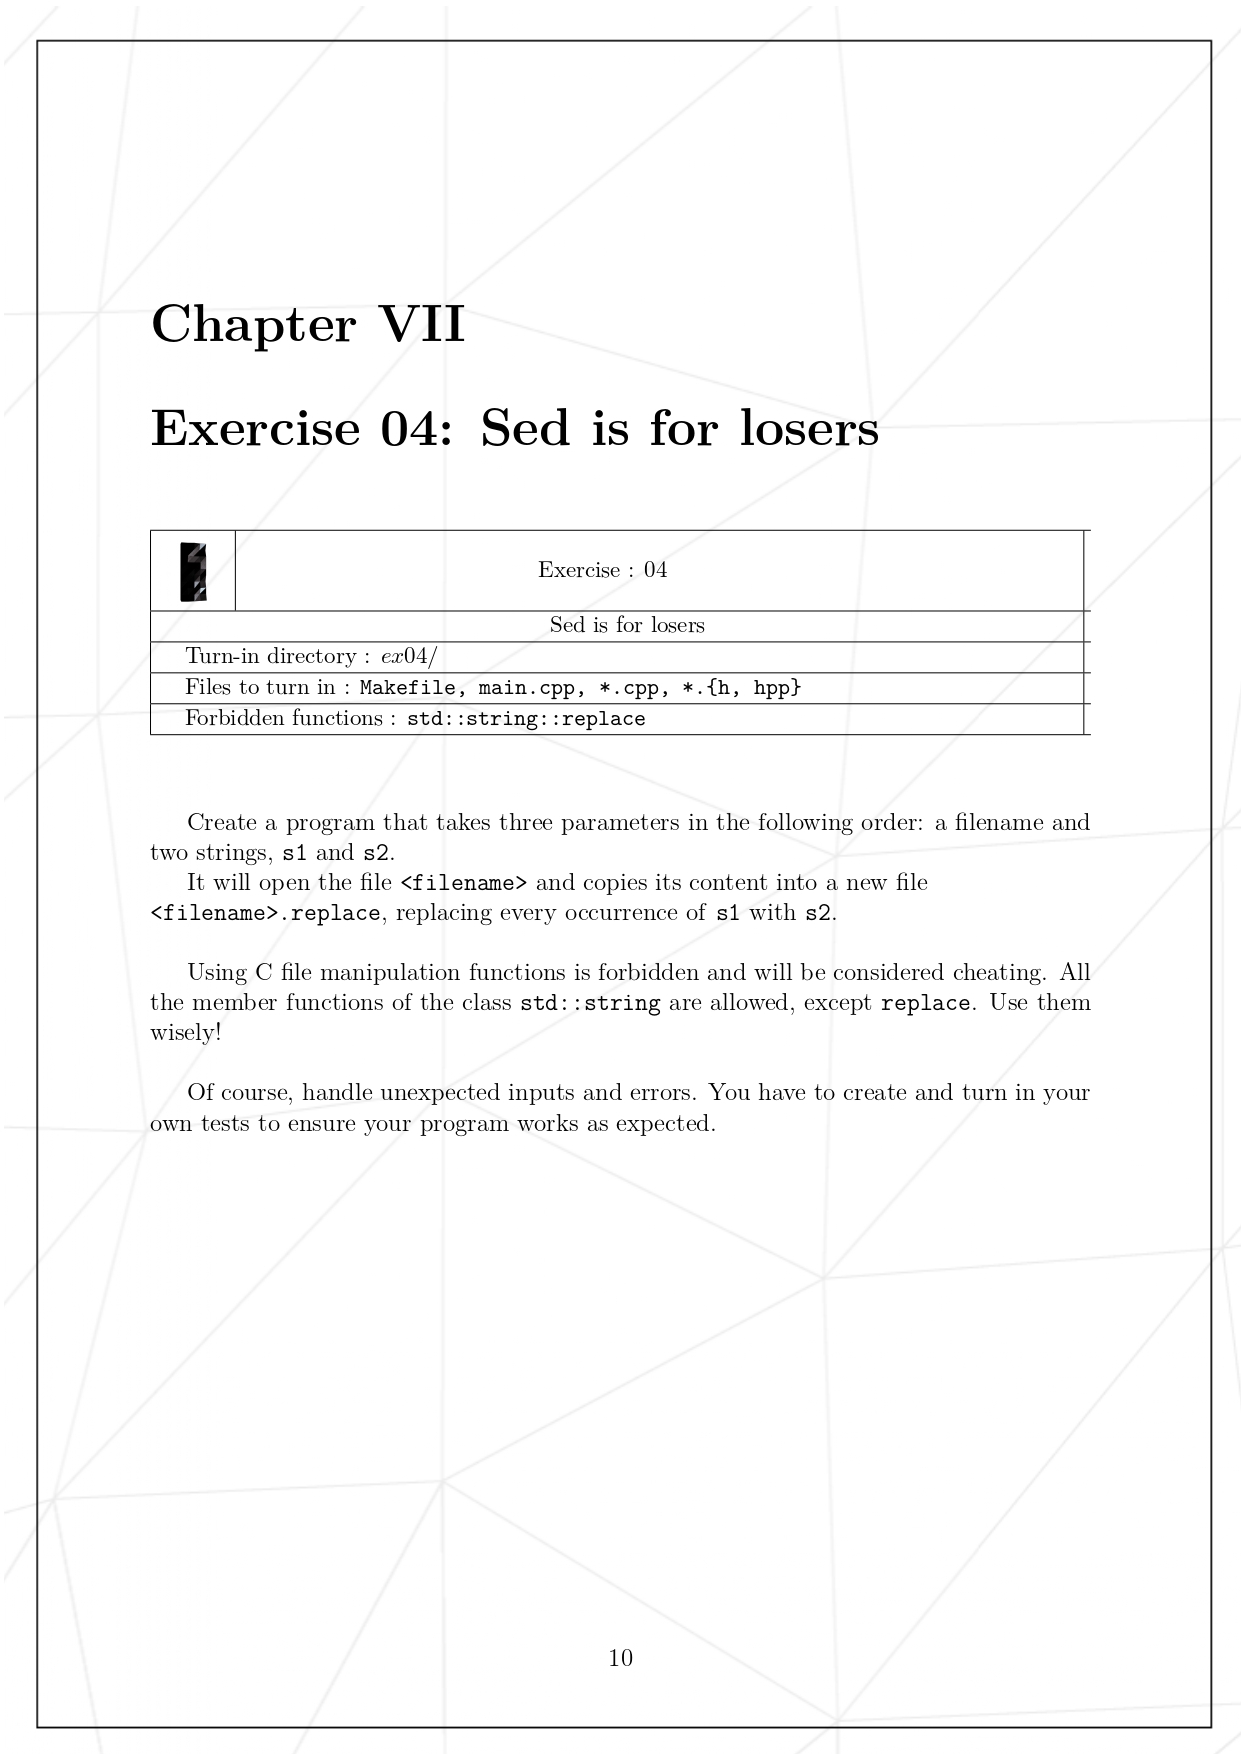 Chapter VII
Exercise 04: Sed is for losers
Exercise : 04
Sed is for losers
Turn-in directory : ex04/
Files to turn in : Makefile, main.cpp, *.cpp, *.{h, hpp}
Forbidden functions : std::string::replace
Create a program that takes three parameters in the following order: a filename and
two strings, s1 and s2.
It will open the file <filename> and copies its content into a new file
<filename>.replace, replacing every occurrence of s1 with s2.
Using C file manipulation functions is forbidden and will be considered cheating. All
the member functions of the class std::string are allowed, except replace. Use them
wisely!
Of course, handle unexpected inputs and errors. You have to create and turn in your
own tests to ensure your program works as expected.
10